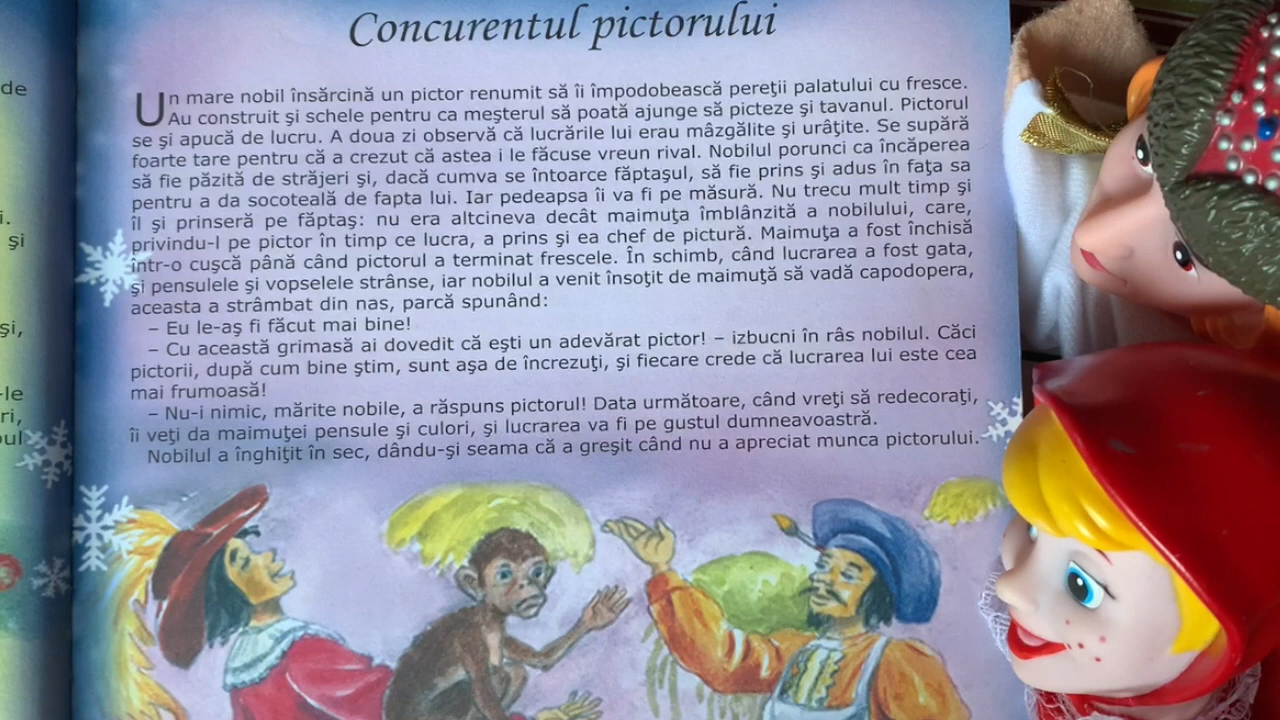 Concurentul pictorului
Un mare nobil însărcină un pictor renumit să îi împodobească pereţii palatului cu fresce.
Au construit şi schele pentru ca meşterul să poată ajunge să picteze şi tavanul. Pictorul
se şi apucă de lucru. A doua zi observă că lucrările lui erau mâzgălite şi urâţite. Se supără
foarte tare pentru că a crezut că astea i le făcuse vreun rival. Nobilul porunci ca încăperea
să fie păzită de străjeri şi, dacă cumva se întoarce făptaşul, să fie prins şi adus în faţa sa
pentru a da socoteală de fapta lui. Iar pedeapsa îi va fi pe măsură. Nu trecu mult timp şi
îl şi prinseră pe făptaş: nu era altcineva decât maimuţa îmblânzită a nobilului, care,
privindu-l pe pictor în timp ce lucra, a prins şi ea chef de pictură. Maimuţa a fost închisă
într-o cuşcă până când pictorul a terminat frescele. În schimb, când lucrarea a fost gata,
şi pensulele şi vopselele strânse, iar nobilul a venit însoţit de maimuţă să vadă capodopera,
aceasta a strâmbat din nas, parcă spunând:
– Eu le-aş fi făcut mai bine!
– Cu această grimasă ai dovedit că eşti un adevărat pictor! – izbucni în râs nobilul. Căci
pictorii, după cum bine ştim, sunt aşa de încrezuţi, şi fiecare crede că lucrarea lui este cea
mai frumoasă!
– Nu-i nimic, mărite nobile, a răspuns pictorul! Data următoare, când vreţi să redecoraţi,
îi veţi da maimuţei pensule şi culori, şi lucrarea va fi pe gustul dumneavoastră.
Nobilul a înghiţit în sec, dându-şi seama că a greşit când nu a apreciat munca pictorului.